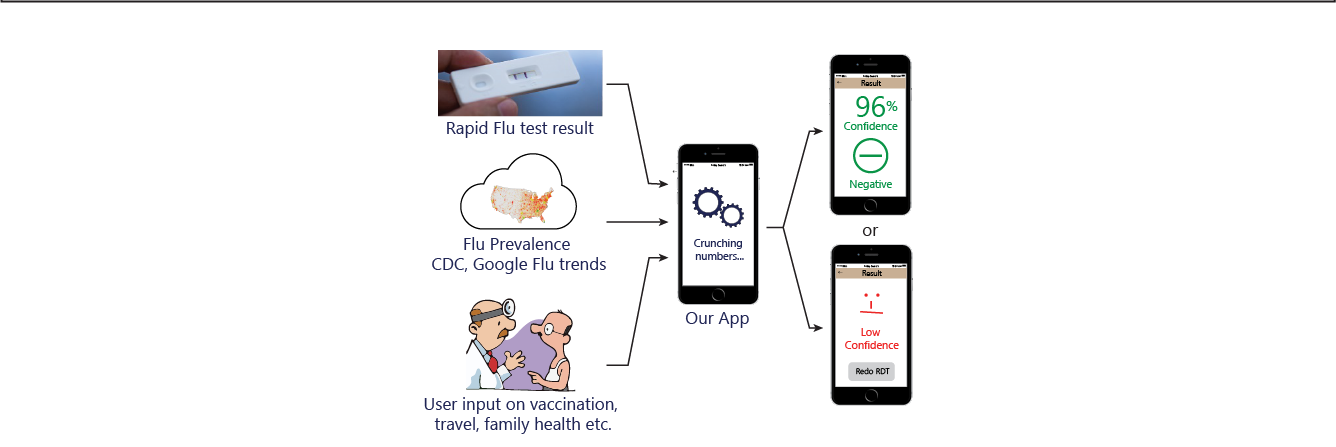 Rapid Flu test result
Flu Prevalence
CDC, Google Flu trends
User input on vaccination,
travel, family health etc.
Crunching
numbers...
Our App
Result
96%
Confidence
Negative
or
Result
Low
Confidence
Redo RDT